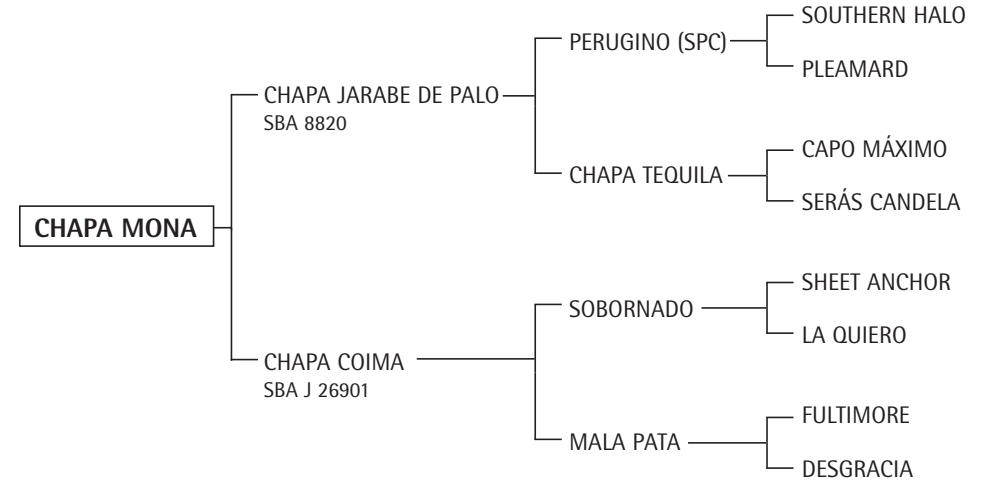 CHAPA MONA
CHAPA JARABE DE PALO
SBA 8820
CHAPA COIMA
SBA J 26901
PERUGINO (SPC)
CHAPA TEQUILA
SOBORNADO
MALA PATA
SOUTHERN HALO
PLEAMARD
CAPO MÁXIMO
SERÁS CANDELA
SHEET ANCHOR
LA QUIERO
FULTIMORE
DESGRACIA